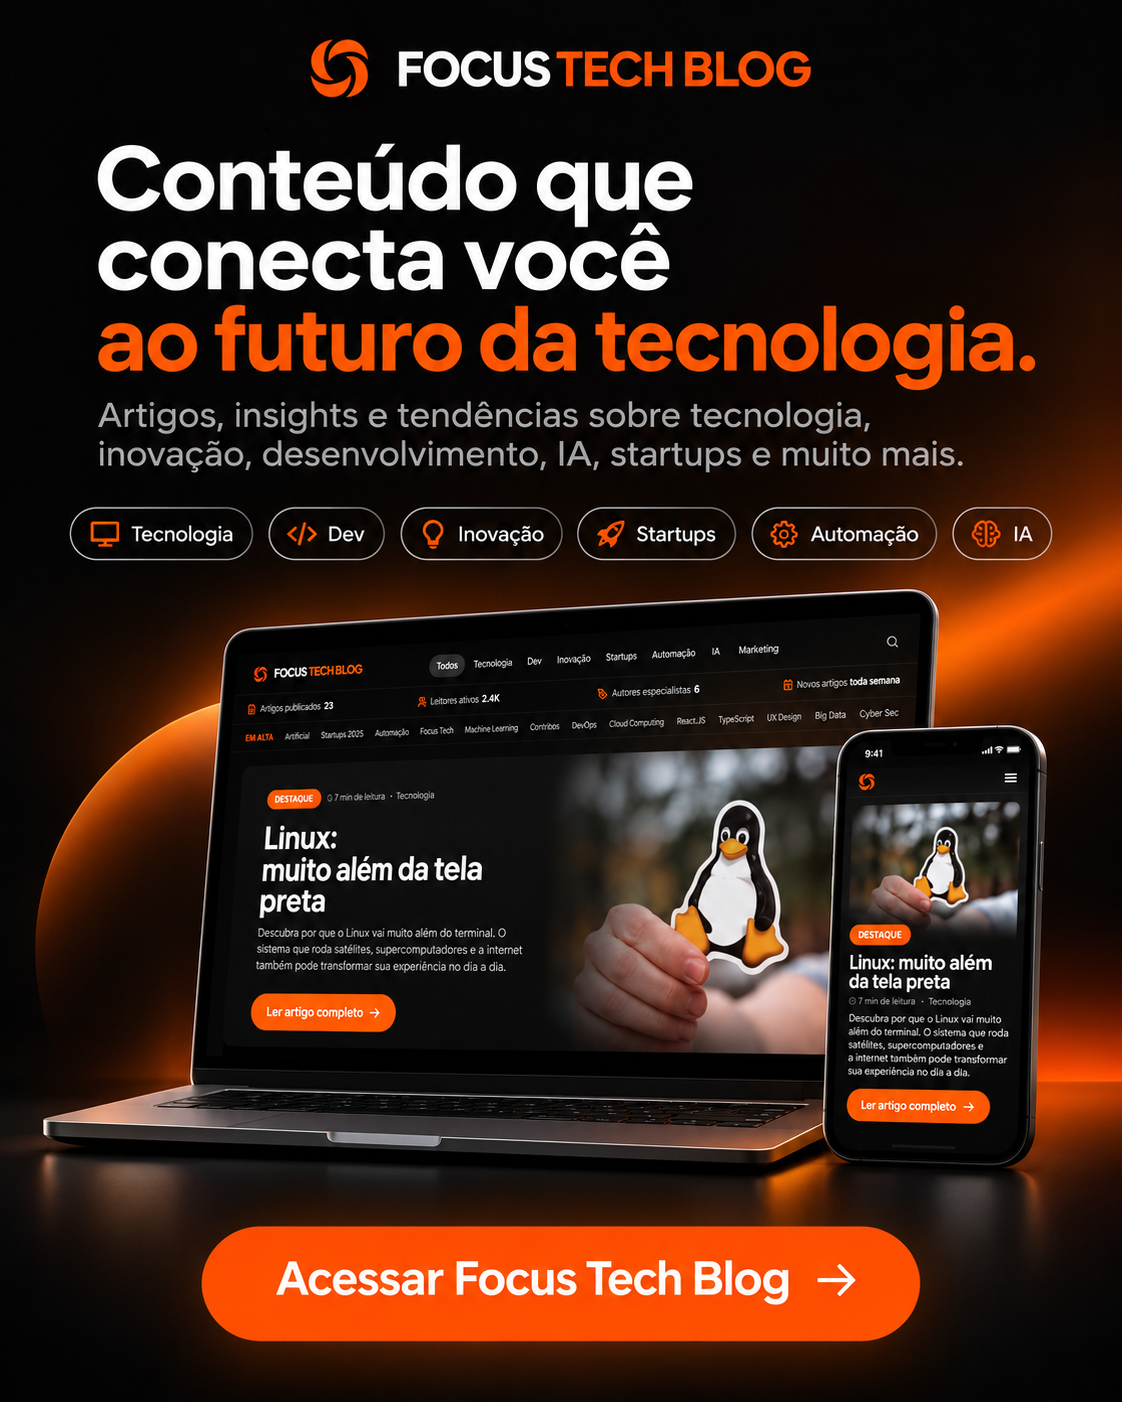 FOCUS TECH BLOG
Conteúdo que
conecta você
ao futuro da tecnologia.
Artigos, insights e tendências sobre tecnologia,
inovação, desenvolvimento, IA, startups e muito mais.
Tecnologia
Dev
Inovação
Startups
Automação
IA
FOCUS TECH BLOG
Todos Tecnologia Dev Inovação Startups Automação IA Marketing
Artigos publicados 23
Leitores ativos 2.4K
Autores especialistas 6
Novos artigos toda semana
EM ALTA Artificial Startups 2025 Automação Focus Tech Machine Learning Contribos DevOps Cloud Computing React.JS TypeScript UX Design Big Data Cyber Sec
DESTAQUE 7 min de leitura • Tecnologia
Linux:
muito além da tela
preta
Descubra por que o Linux vai muito além do terminal. O
sistema que roda satélites, supercomputadores e a internet
também pode transformar sua experiência no dia a dia.
Ler artigo completo →
9:41
DESTAQUE
Linux: muito além
da tela preta
7 min de leitura • Tecnologia
Descubra por que o Linux vai muito
além do terminal. O sistema que roda
satélites, supercomputadores e
a internet também pode transformar
sua experiência no dia a dia.
Ler artigo completo →
Acessar Focus Tech Blog →